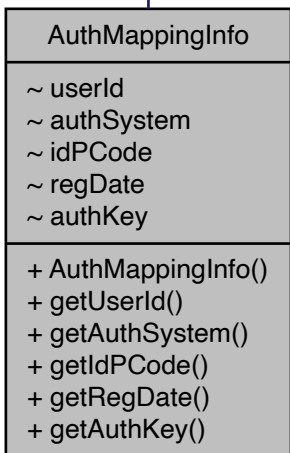 AuthMappingInfo
~ userId
~ authSystem
~ idPCode
~ regDate
~ authKey
+ AuthMappingInfo()
+ getUserId()
+ getAuthSystem()
+ getIdPCode()
+ getRegDate()
+ getAuthKey()